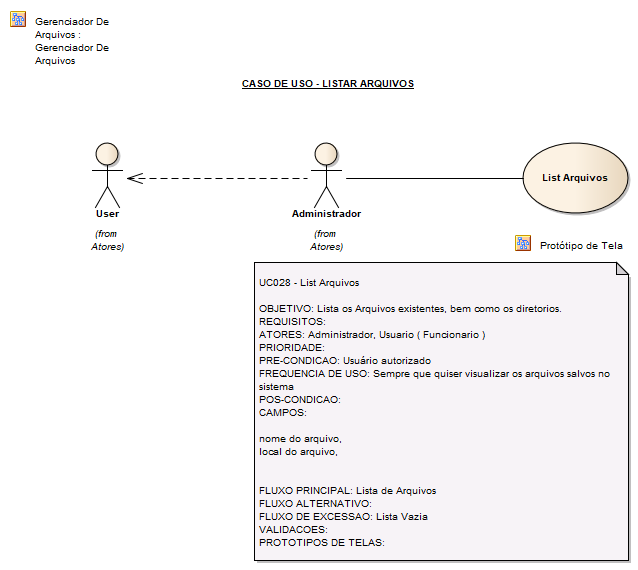 Gerenciador De
Arquivos :
Gerenciador De
Arquivos
CASO DE USO - LISTAR ARQUIVOS
User
(from
Atores)
Administrador
(from
Atores)
List Arquivos
Protótipo de Tela
UC028 - List Arquivos
OBJETIVO: Lista os Arquivos existentes, bem como os diretorios.
REQUISITOS:
ATORES: Administrador, Usuario ( Funcionario )
PRIORIDADE:
PRE-CONDICAO: Usuário autorizado
FREQUENCIA DE USO: Sempre que quiser visualizar os arquivos salvos no
sistema
POS-CONDICAO:
CAMPOS:
nome do arquivo,
local do arquivo,
FLUXO PRINCIPAL: Lista de Arquivos
FLUXO ALTERNATIVO:
FLUXO DE EXCESSAO: Lista Vazia
VALIDACOES:
PROTOTIPOS DE TELAS: